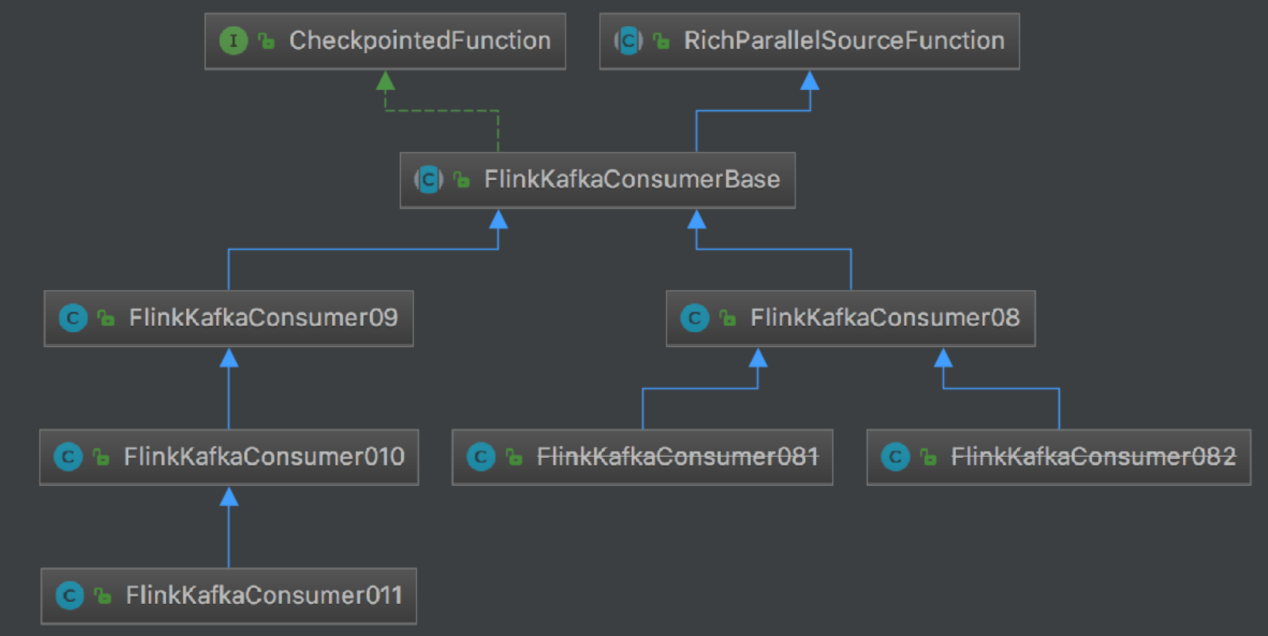 I CheckpointedFunction
C RichParallelSourceFunction
C FlinkKafkaConsumerBase
C FlinkKafkaConsumer09
C FlinkKafkaConsumer08
C FlinkKafkaConsumer010
C FlinkKafkaConsumer081
C FlinkKafkaConsumer082
C FlinkKafkaConsumer011